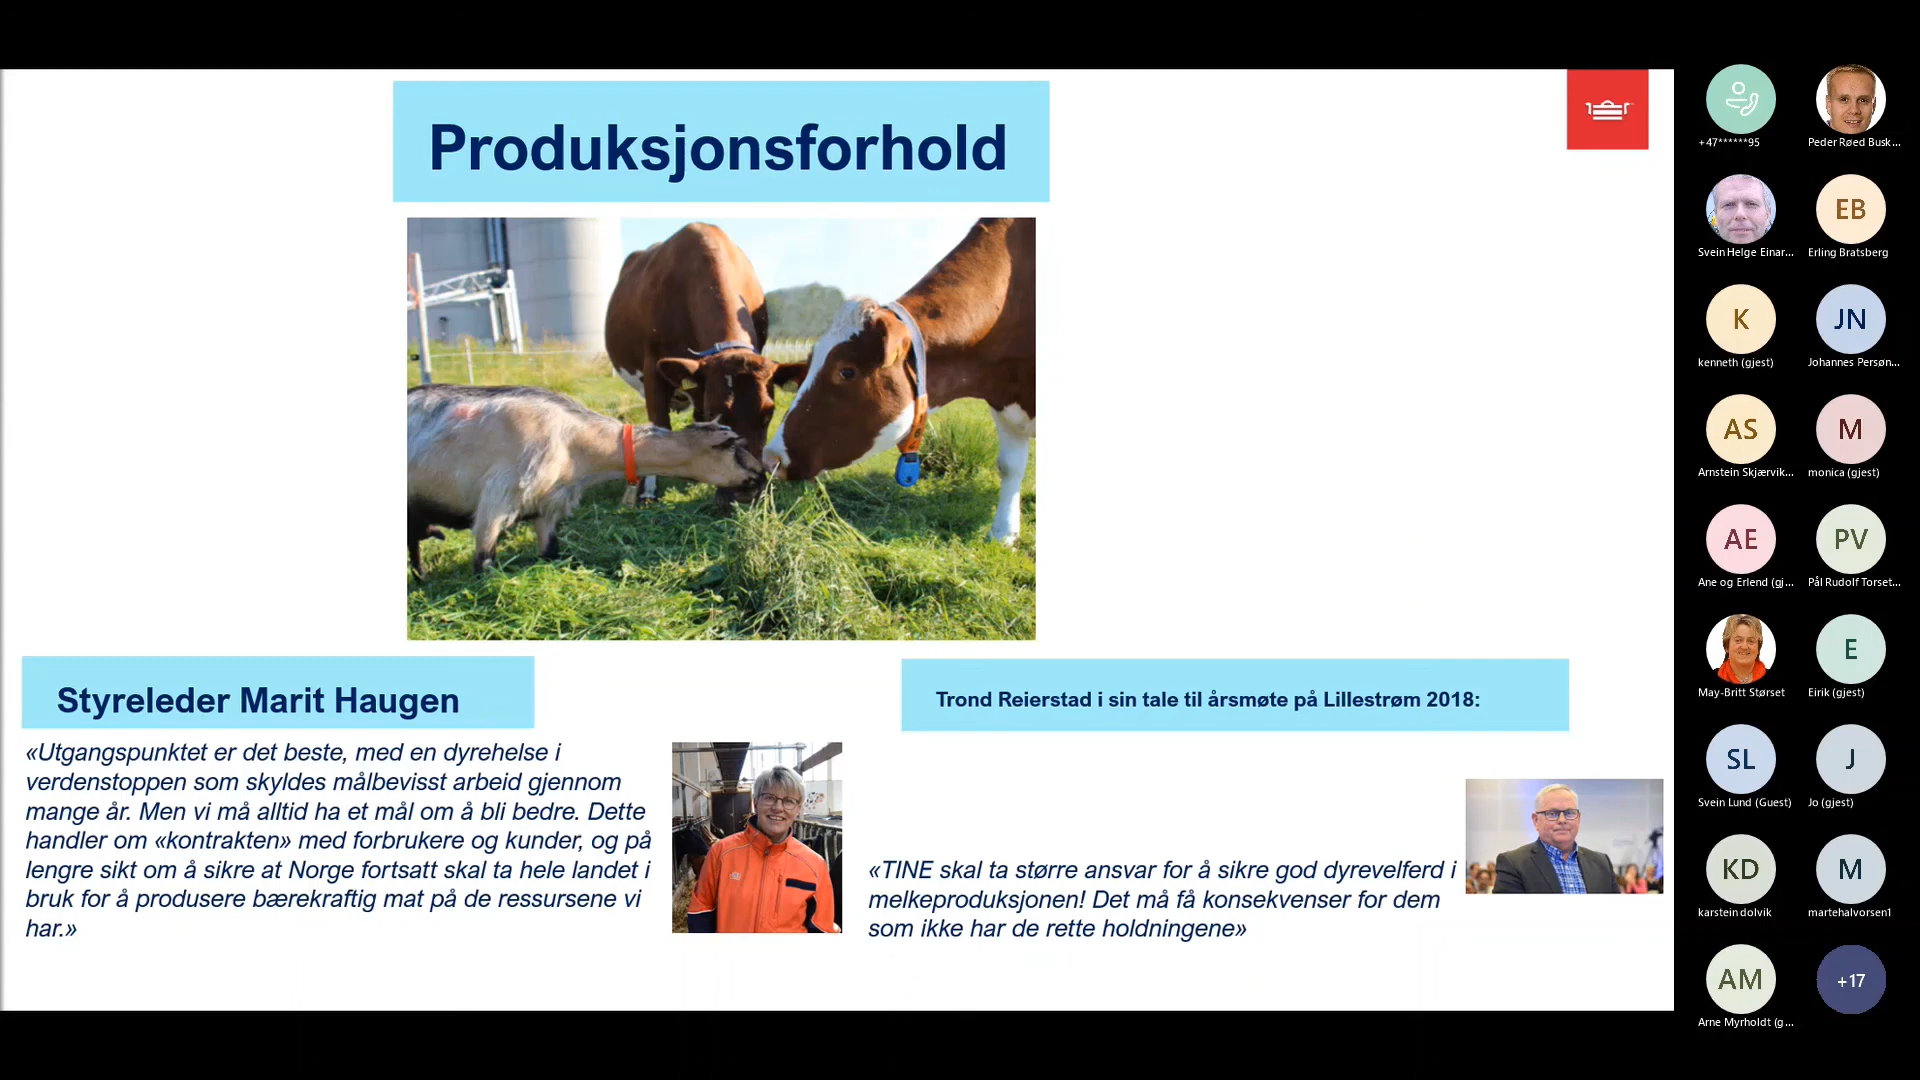 Produksjonsforhold
Styreleder Marit Haugen
«Utgangspunktet er det beste, med en dyrehelse i
verdenstoppen som skyldes målbevisst arbeid gjennom
mange år. Men vi må alltid ha et mål om å bli bedre. Dette
handler om «kontrakten» med forbrukere og kunder, og på
lengre sikt om å sikre at Norge fortsatt skal ta hele landet i
bruk for å produsere bærekraftig mat på de ressursene vi
har.»
Trond Reierstad i sin tale til årsmøte på Lillestrøm 2018:
«TINE skal ta større ansvar for å sikre god dyrevelferd i
melkeproduksjonen! Det må få konsekvenser for dem
som ikke har de rette holdningene»
+47******95
Peder Røed Busk...
Svein Helge Einar...
EB
Erling Bratsberg
K
kenneth (gjest)
JN
Johannes Persøn...
AS
Arnstein Skjærvik...
M
monica (gjest)
AE
Ane og Erlend (gj...
PV
Pål Rudolf Torset...
May-Britt Størset
E
Eirik (gjest)
SL
Svein Lund (Guest)
J
Jo (gjest)
KD
karstein dolvik
M
martehalvorsen1
AM
Arne Myrholdt (g...
+17